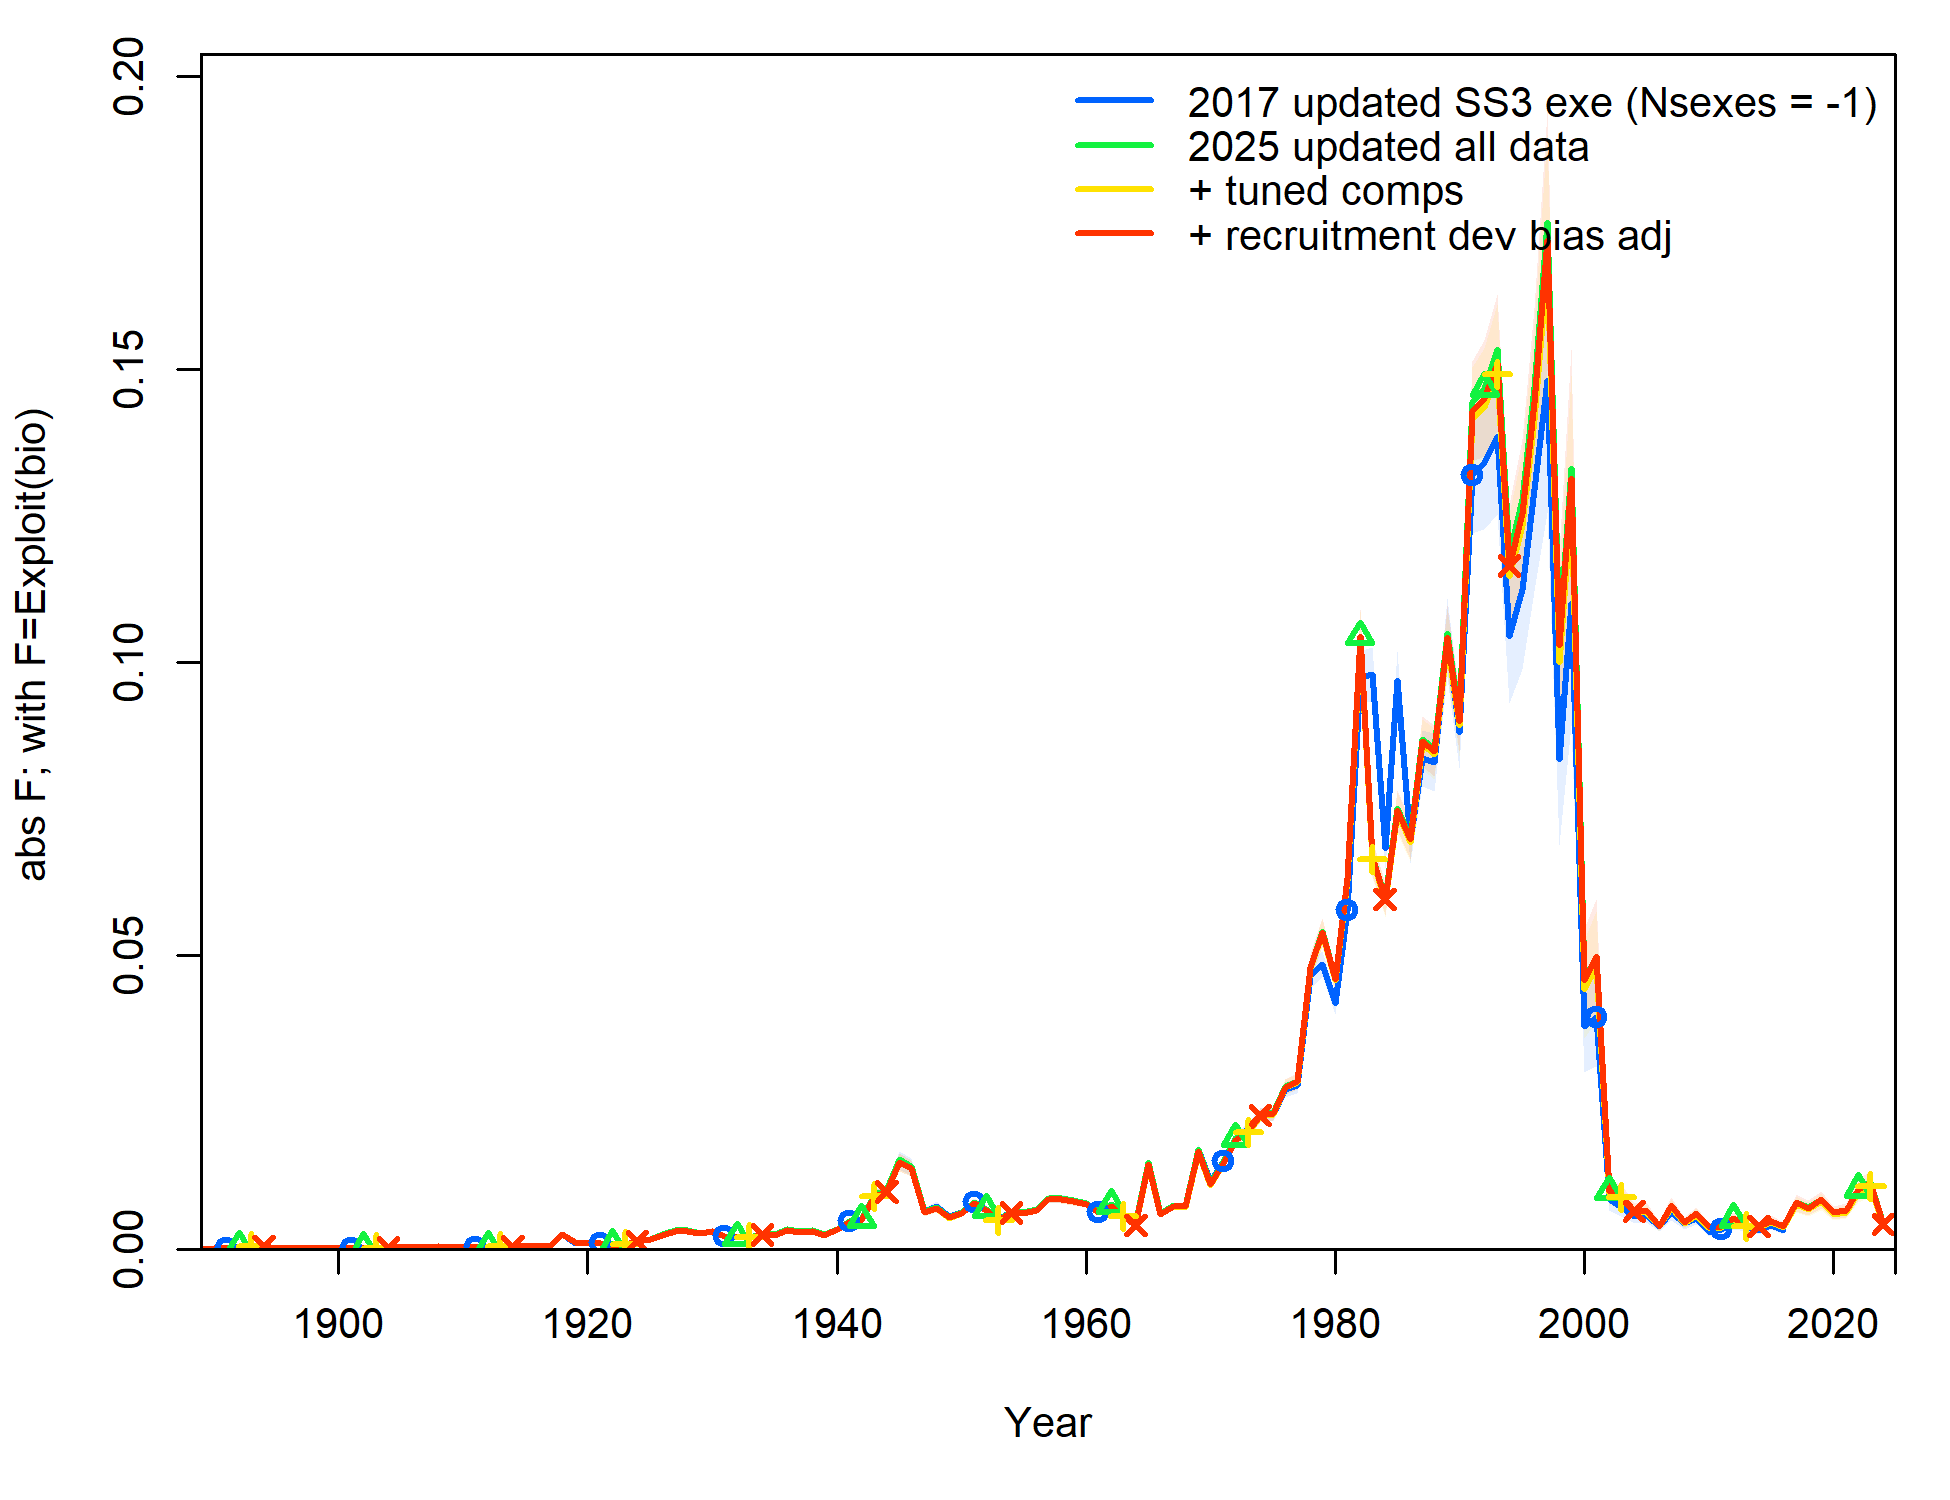 0.20
0.15
0.10
0.05
0.00
abs F; with F=Exploit(bio)
2017 updated SS3 exe (Nsexes = -1)
2025 updated all data
+ tuned comps
+ recruitment dev bias adj
1900 1920 1940 1960 1980 2000 2020
Year